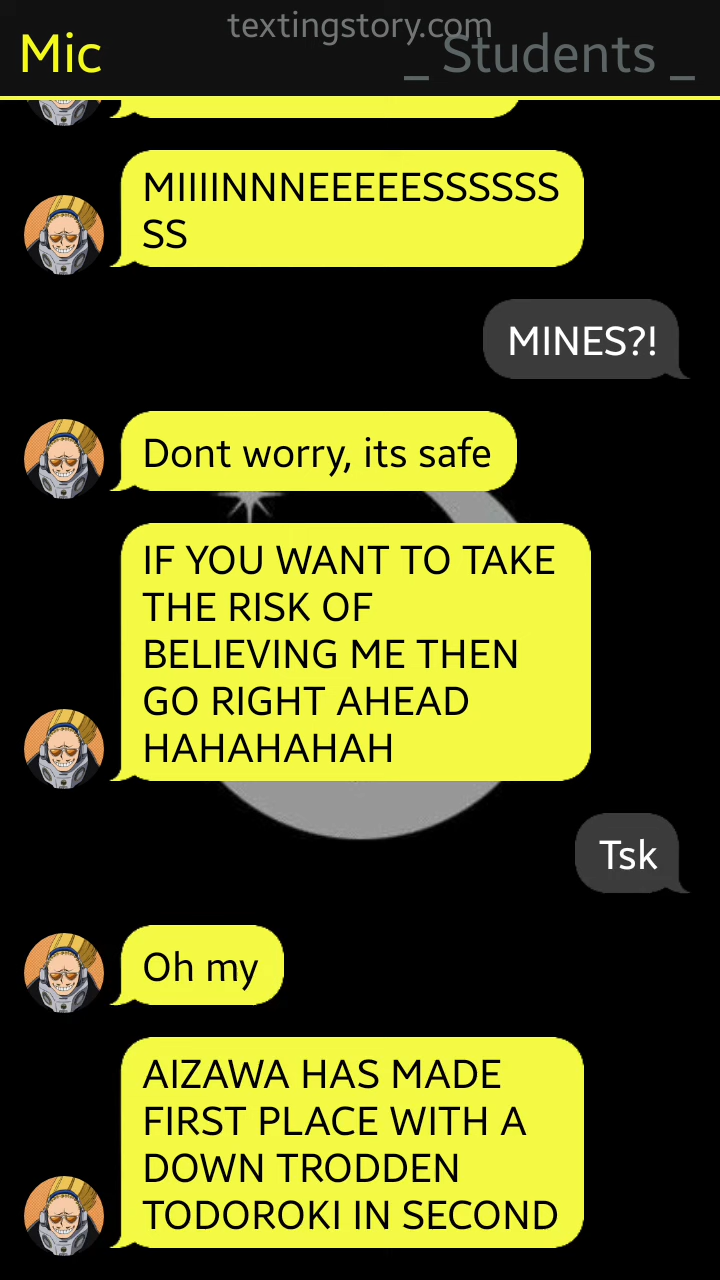 textingstory.com
Mic
_ Students _
MIIIINNNEEEEESSSSSS
SS
MINES?!
Dont worry, its safe
IF YOU WANT TO TAKE
THE RISK OF
BELIEVING ME THEN
GO RIGHT AHEAD
HAHAHAHAH
Tsk
Oh my
AIZAWA HAS MADE
FIRST PLACE WITH A
DOWN TRODDEN
TODOROKI IN SECOND